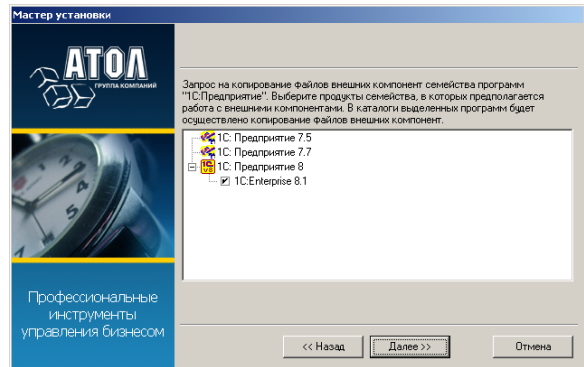 Мастер установки
АТОЛ
ГРУППА КОМПАНИЙ
Запрос на копирование файлов внешних компонент семейства программ
"1С:Предприятие". Выберите продукты семейства, в которых предполагается
работа с внешними компонентами. В каталоги выделенных программ будет
осуществлено копирование файлов внешних компонент.
1С: Предприятие 7.5
1С: Предприятие 7.7
1С: Предприятие 8
1C:Enterprise 8.1
Профессиональные
инструменты
управления бизнесом
<< Назад
Далее >>
Отмена